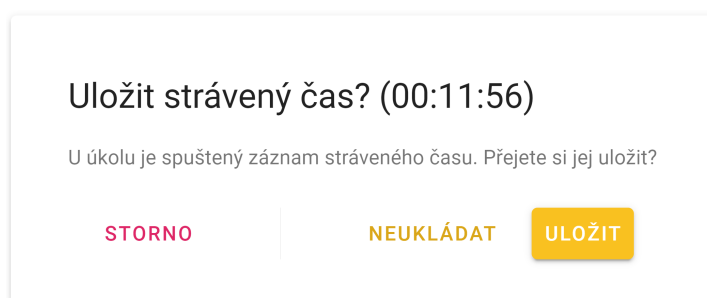 Uložit strávený čas? (00:11:56)
U úkolu je spuštený záznam stráveného času. Přejete si jej uložit?
STORNO NEUKLÁDAT ULOŽIT